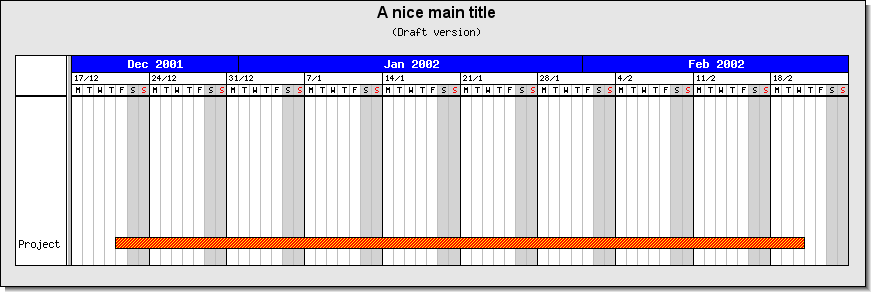 A nice main title
(Draft version)
Dec 2001 Jan 2002 Feb 2002
17/12 24/12 31/12 7/1 14/1 21/1 28/1 4/2 11/2 18/2
M T W T F S S M T W T F S S M T W T F S S M T W T F S S M T W T F S S M T W T F S S M T W T F S S M T W T F S S M T W T F S S M T W T F S S
Project